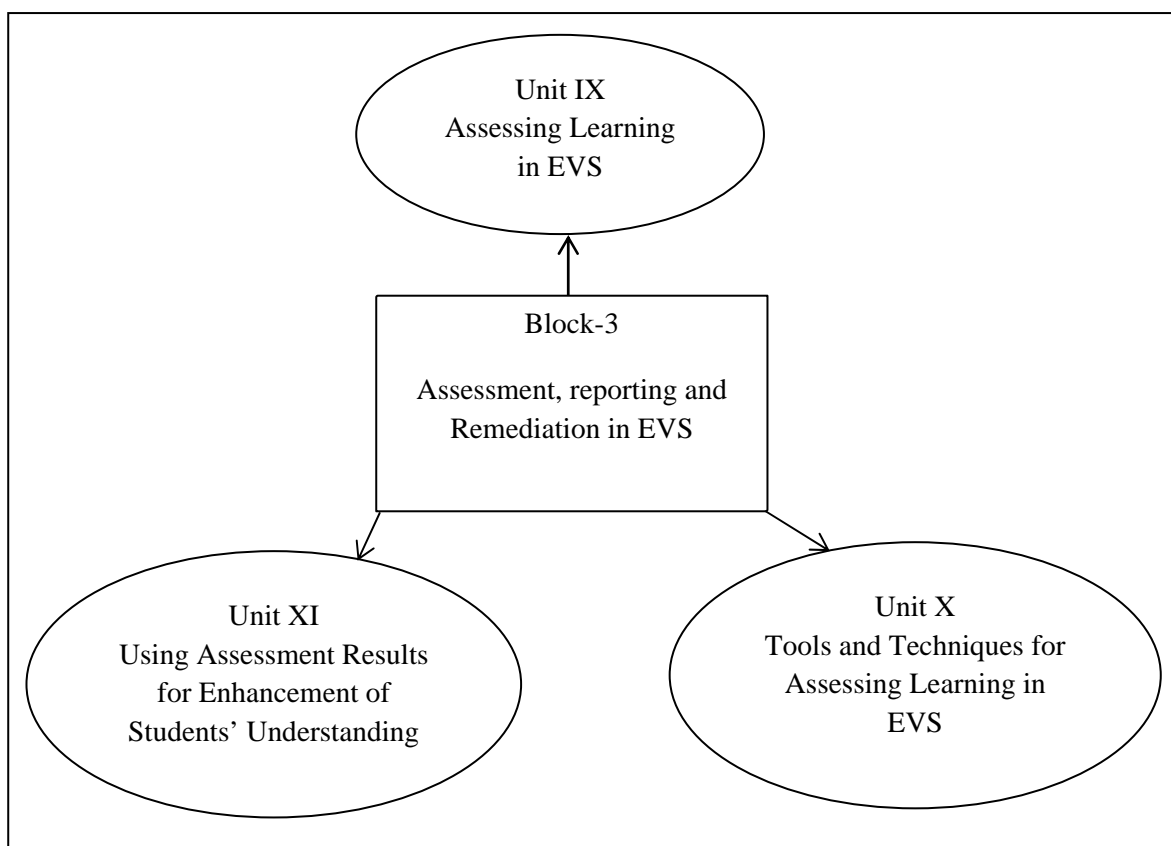 Unit IX
Assessing Learning
in EVS
Block-3
Assessment, reporting and
Remediation in EVS
Unit XI
Using Assessment Results
for Enhancement of
Students’ Understanding
Unit X
Tools and Techniques for
Assessing Learning in
EVS